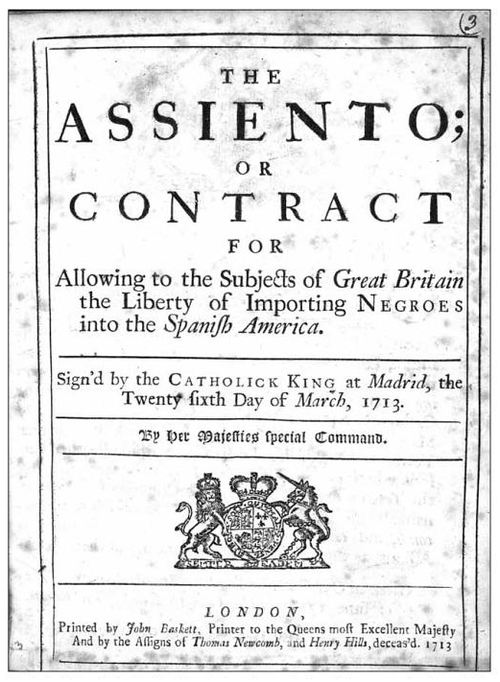 3
THE
ASSIENTO;
OR
CONTRACT
FOR
Allowing to the Subjects of Great Britain
the Liberty of Importing NEGROES
into the Spaniſh America.
Sign'd by the CATHOLICK KING at Madrid, the
Twenty ſixth Day of March, 1713.
By Her Majeſties ſpecial Command.
LONDON,
Printed by John Baskett, Printer to the Queens moſt Excellent Majeſty
And by the Aſſigns of Thomas Newcomb, and Henry Hills, deceas'd. 1713